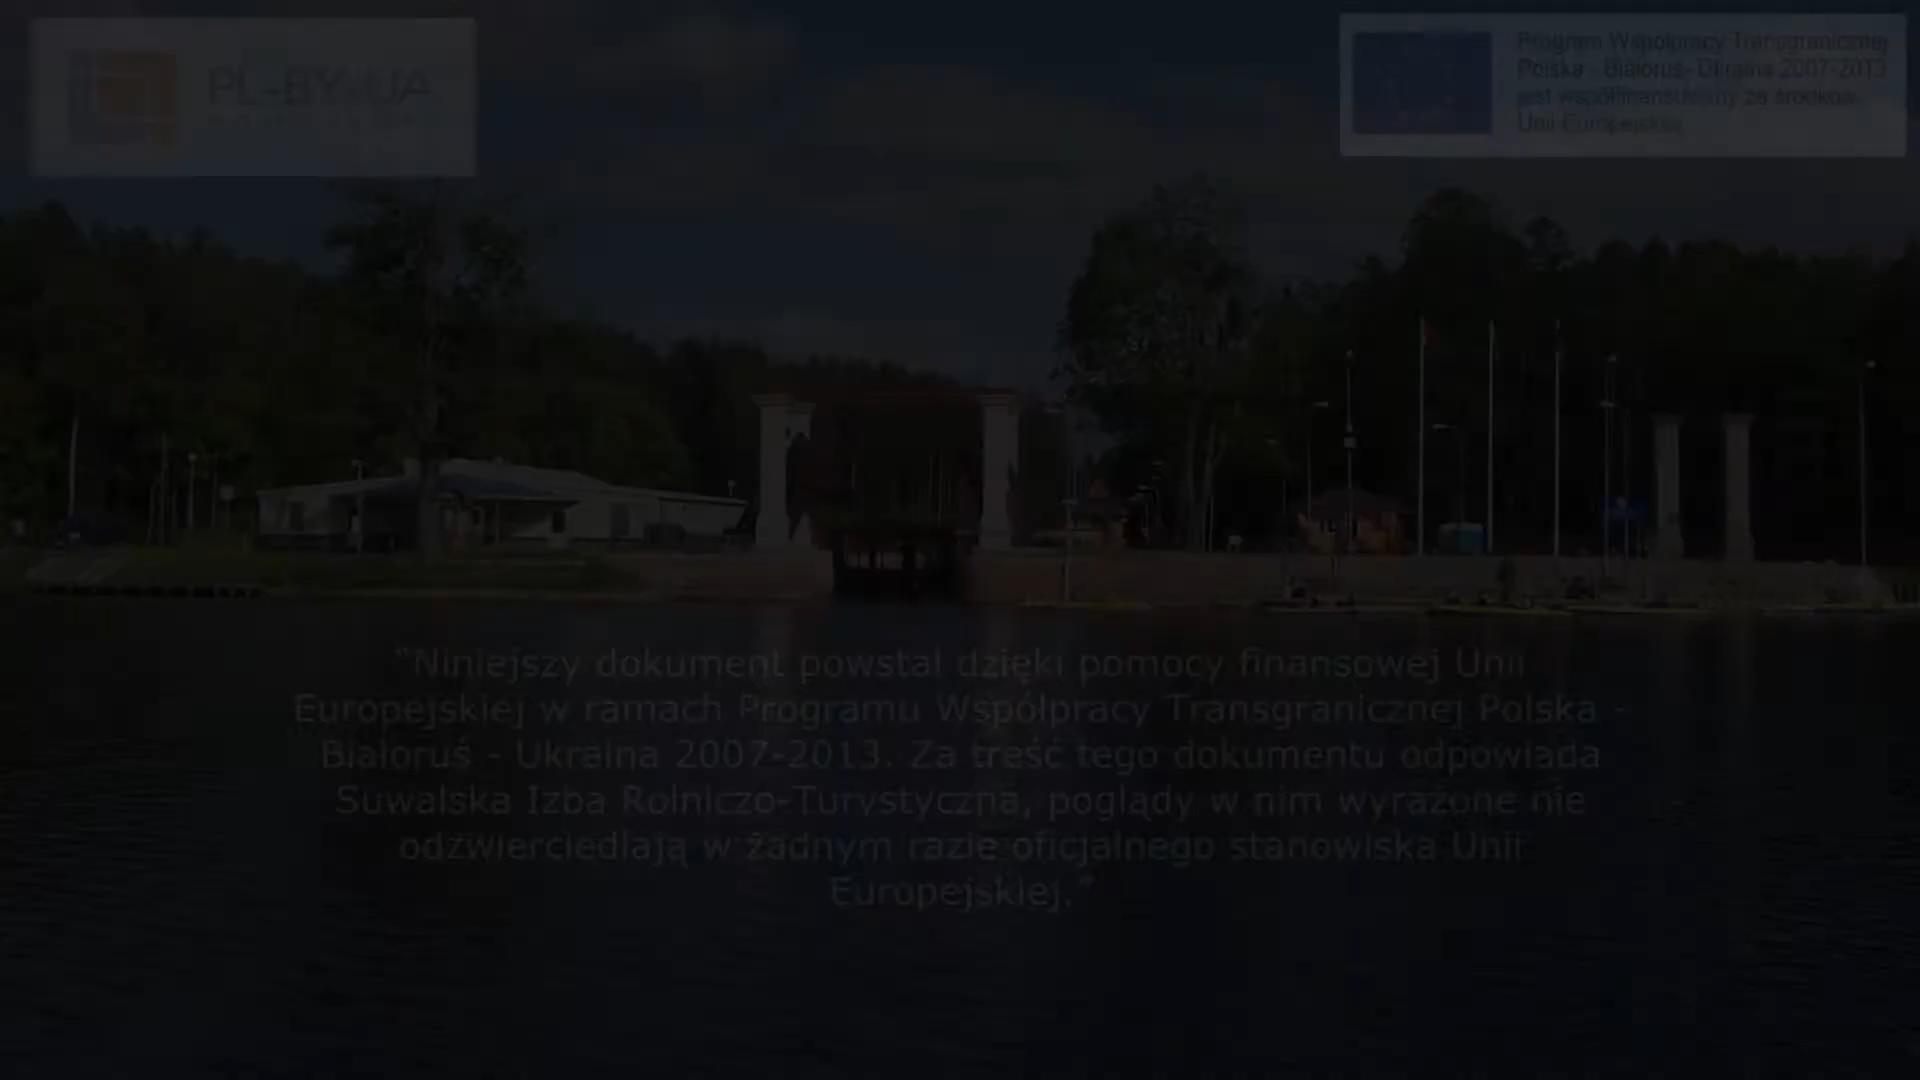 PL-BY-UA
Program Współpracy Transgranicznej
Polska - Białoruś- Ukraina 2007-2013
jest współfinansowany ze środków
Unii Europejskiej
"Niniejszy dokument powstał dzięki pomocy finansowej Unii
Europejskiej w ramach Programu Współpracy Transgranicznej Polska -
Białoruś - Ukraina 2007-2013. Za treść tego dokumentu odpowiada
Suwalska Izba Rolniczo-Turystyczna, poglądy w nim wyrażone nie
odzwierciedlają w żadnym razie oficjalnego stanowiska Unii
Europejskiej."